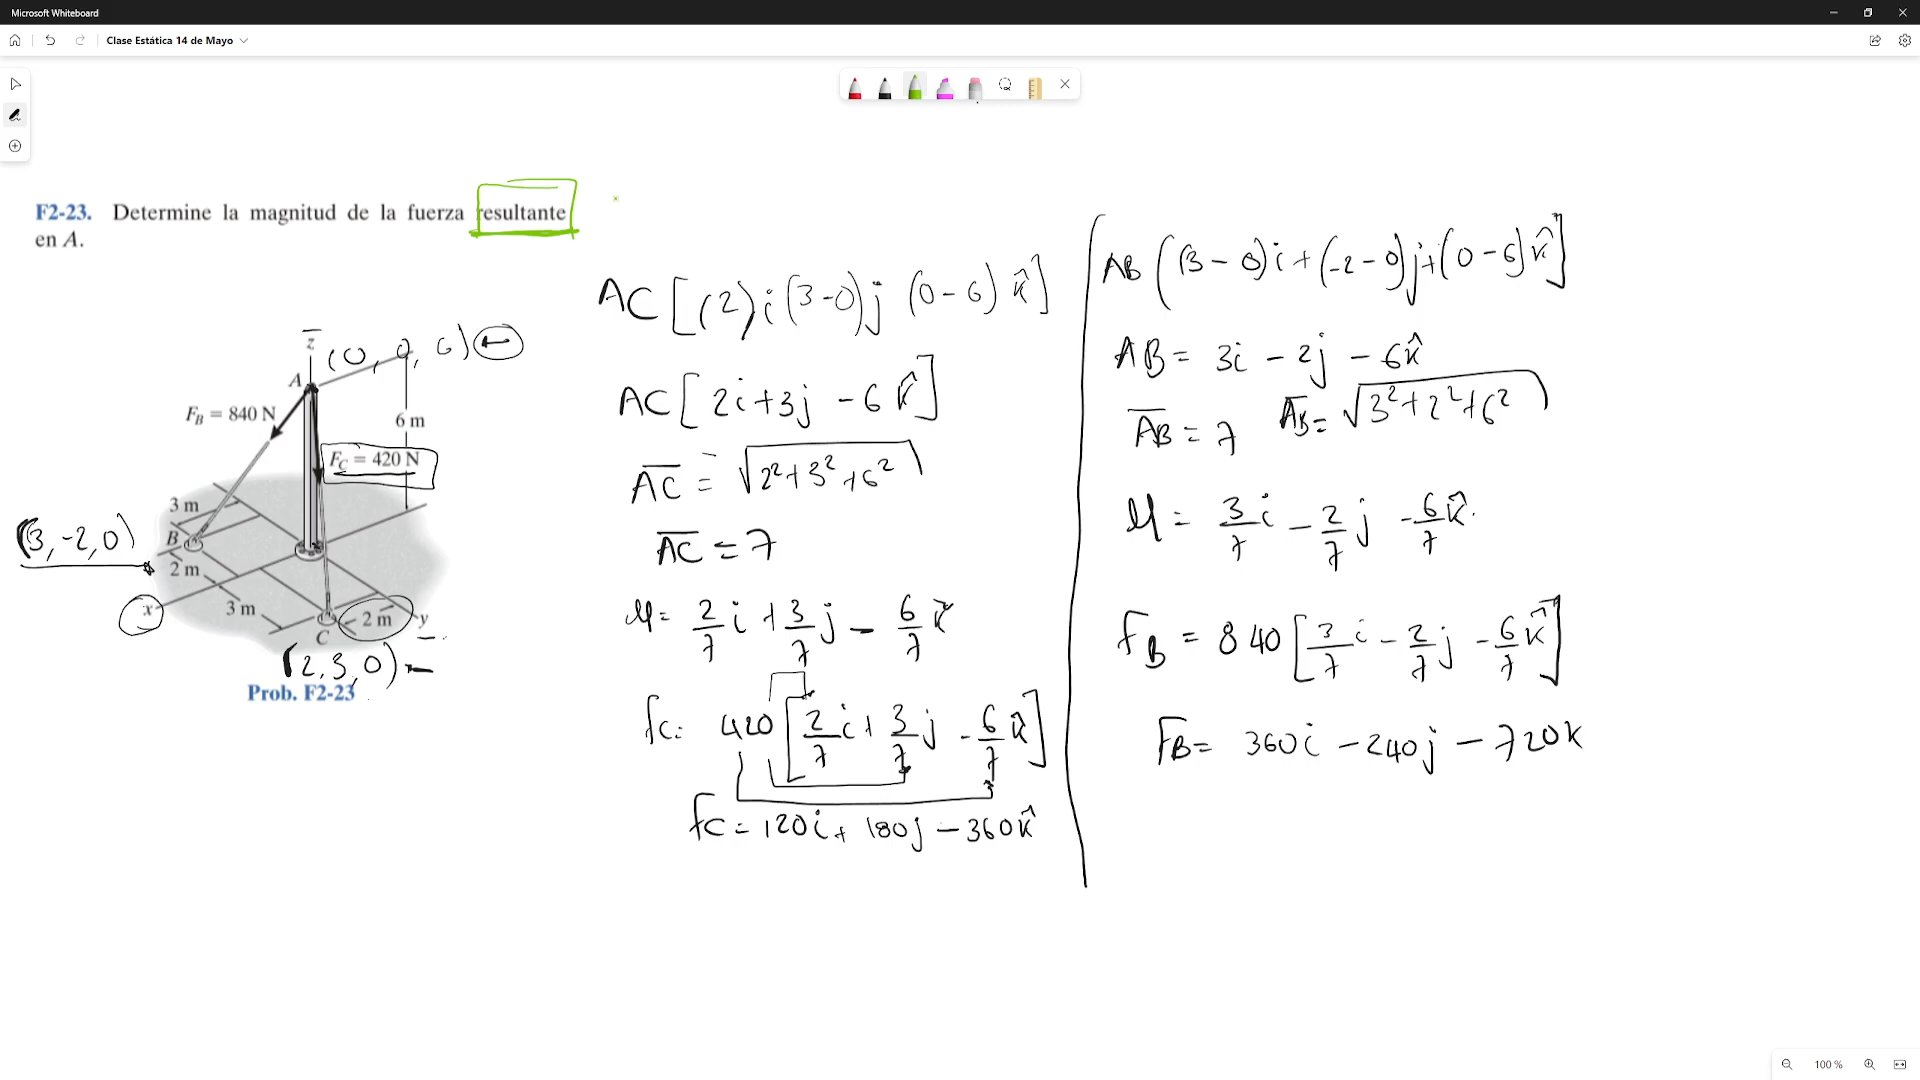 Microsoft Whiteboard
Clase Estática 14 de Mayo
F2-23. Determine la magnitud de la fuerza resultante
en A.
z
(0, 0, 6)
A
F_B = 840 N
6 m
F_C = 420 N
3 m
(3, -2, 0)
B
2 m
x
3 m
2 m
y
C
(2, 3, 0)
Prob. F2-23
AC [(2)i (3-0)j (0-6) k̂]
AC [2i+3j -6k̂]
AC = √2²+3²+6²
AC = 7
μ= 2/7 i + 3/7 j - 6/7 k̂
fc: 420 [2/7 i + 3/7 j - 6/7 k̂]
fc = 120i + 180j - 360k̂
AB ((3-0)i + (-2-0)j + (0-6)k̂]
AB = 3i - 2j - 6k̂
AB = 7 AB = √3²+2²+6²
μ = 3/7 i - 2/7 j - 6/7 k̂
F_B = 840 [3/7 i - 2/7 j - 6/7 k̂]
F_B = 360i - 240j - 720k
100 %